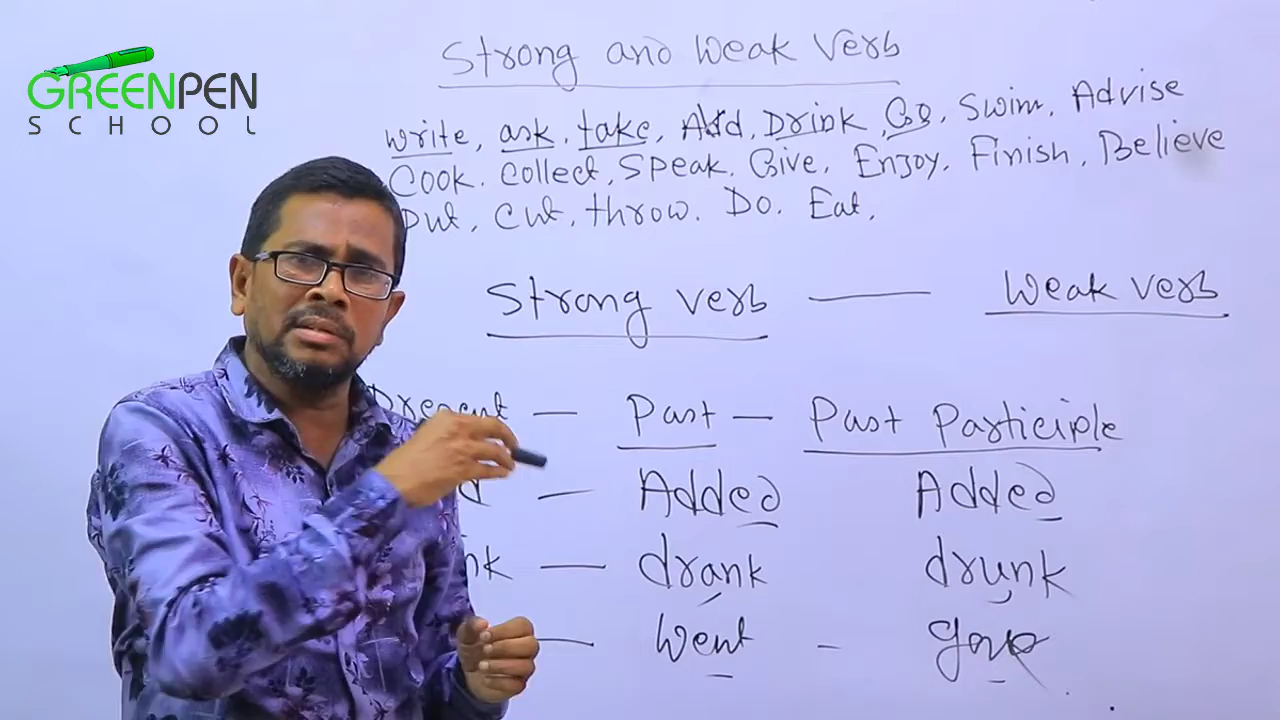 GREENPEN
SCHOOL
Strong and Weak Verb
write, ask, take, Add, Drink, Go, Swim, Advise
Cook, Collect, Speak, Give, Enjoy, Finish, Believe
Put, Cut, throw, Do, Eat,
Strong verb — Weak verb
Present — Past — Past Participle
— Added Added
— drank drunk
— Went - gone